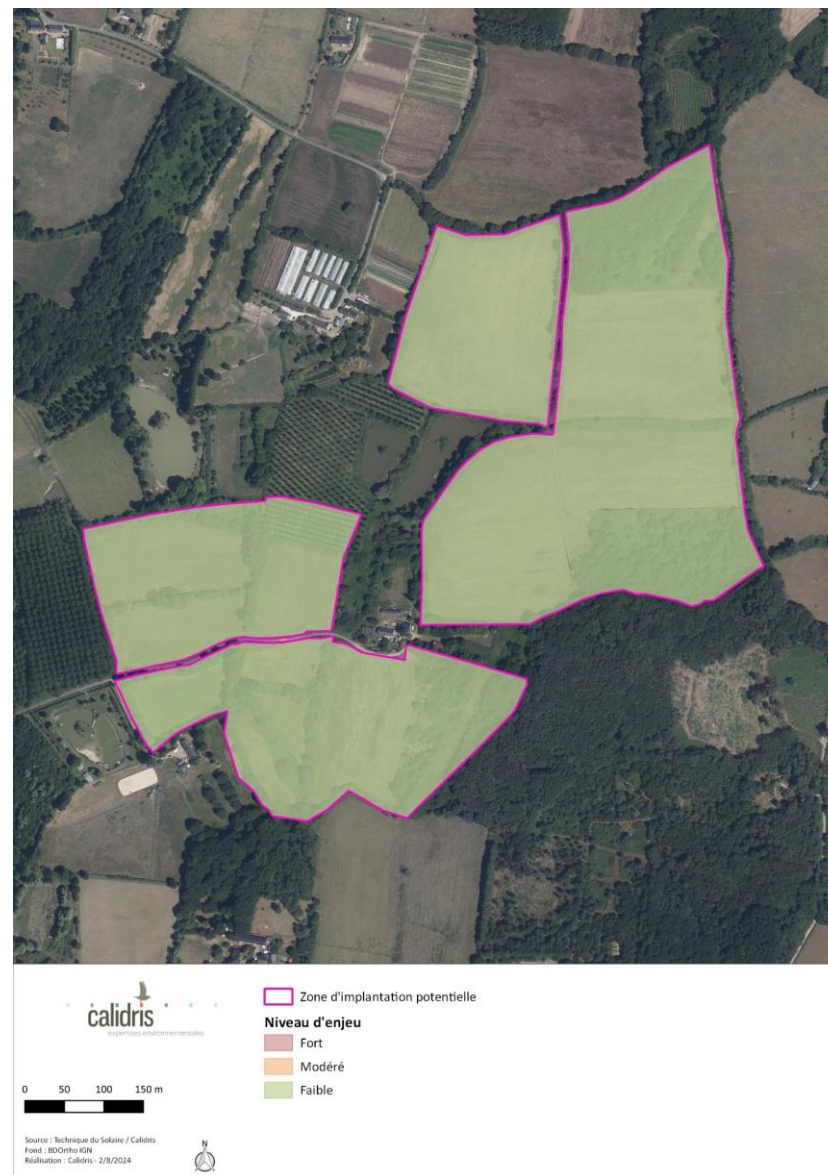 Zone d'implantation potentielle
Niveau d'enjeu
Fort
Modéré
Faible
calidris
expertises environnementales
0 50 100 150 m
Source : Technique du Solaire / Calidris
Fond : BDOrtho IGN
Réalisation : Calidris - 2/8/2024
N